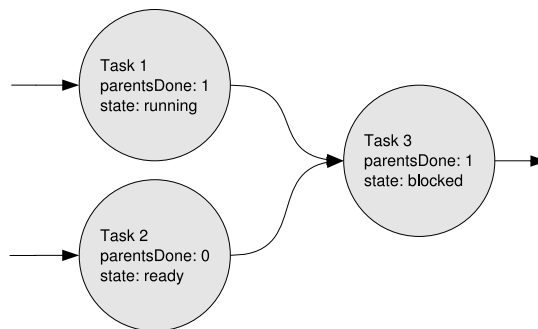 Task 1
parentsDone: 1
state: running
Task 3
parentsDone: 1
state: blocked
Task 2
parentsDone: 0
state: ready